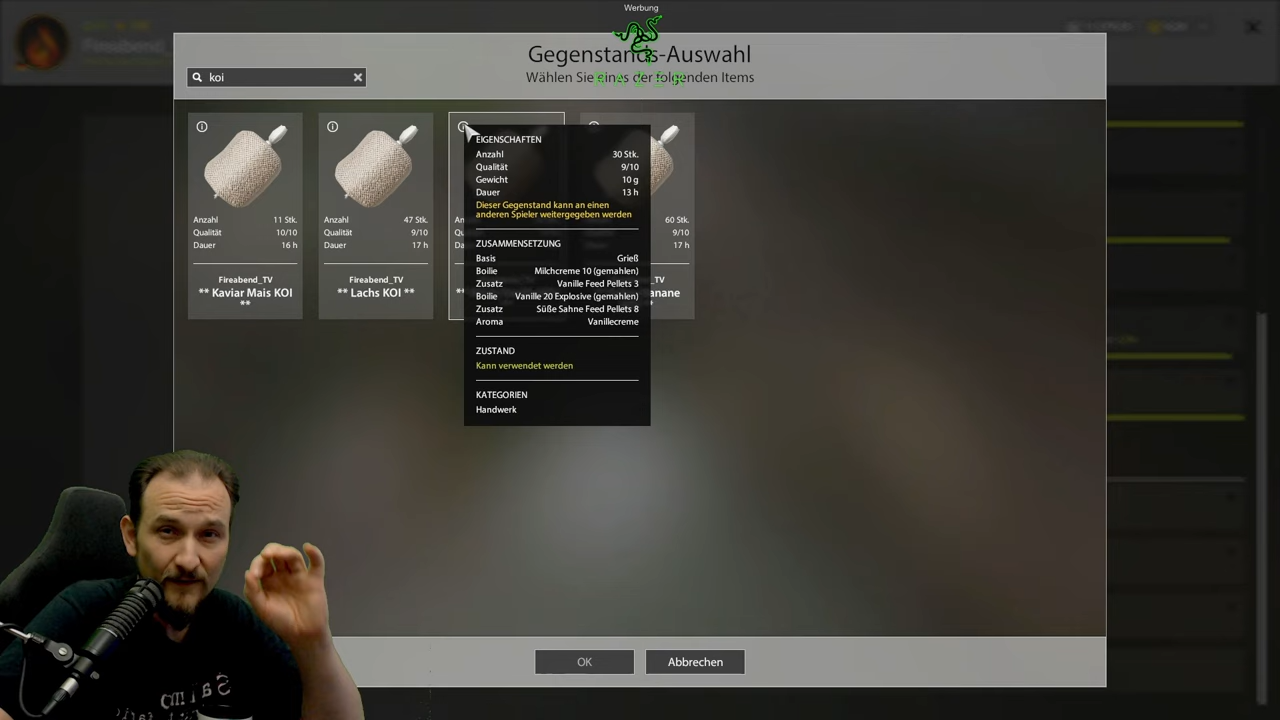 Werbung
Gegenstands-Auswahl
Wählen Sie eines der folgenden Items
RAZER
koi
Anzahl 11 Stk.
Qualität 10/10
Dauer 16 h
Fireabend_TV
** Kaviar Mais KOI
**
Anzahl 47 Stk.
Qualität 9/10
Dauer 17 h
Fireabend_TV
** Lachs KOI **
EIGENSCHAFTEN
Anzahl 30 Stk.
Qualität 9/10
Gewicht 10 g
Dauer 13 h
Dieser Gegenstand kann an einen
anderen Spieler weitergegeben werden
ZUSAMMENSETZUNG
Basis Grieß
Boilie Milchcreme 10 (gemahlen)
Zusatz Vanille Feed Pellets 3
Boilie Vanille 20 Explosive (gemahlen)
Zusatz Süße Sahne Feed Pellets 8
Aroma Vanillecreme
ZUSTAND
Kann verwendet werden
KATEGORIEN
Handwerk
60 Stk.
9/10
17 h
_TV
anane
OK
Abbrechen